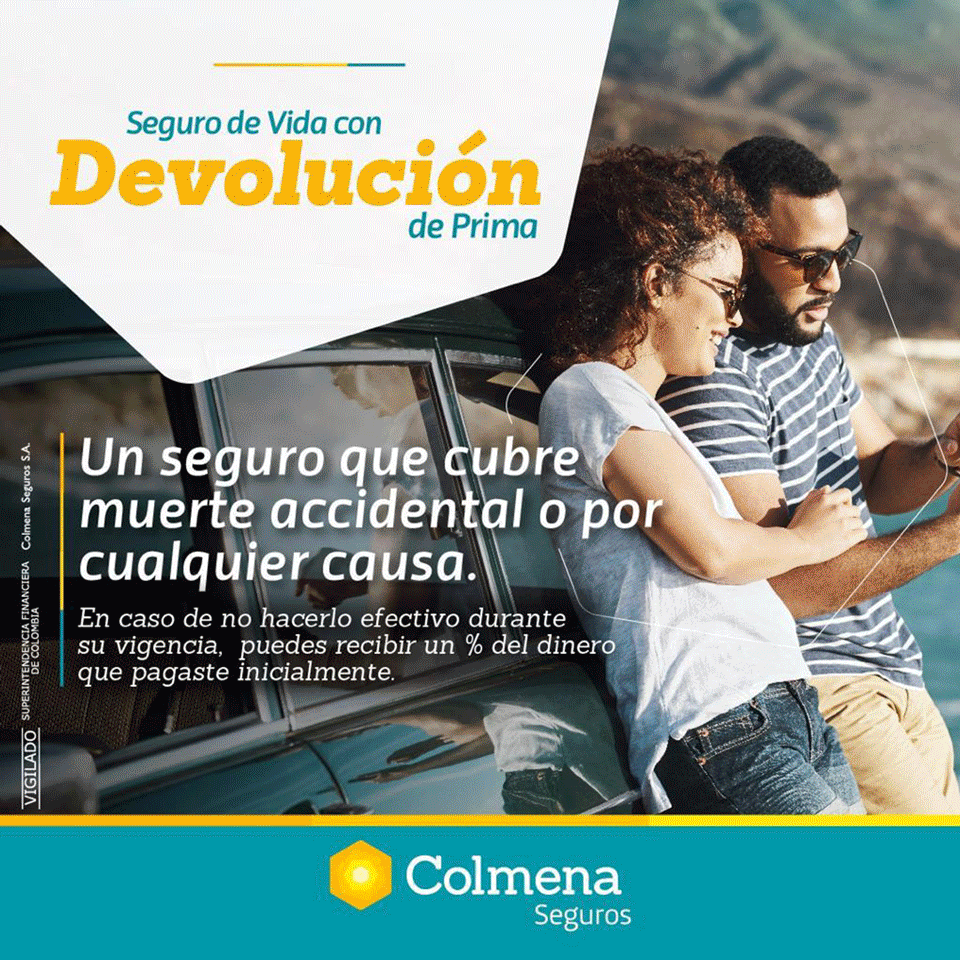 Seguro de Vida con
Devolución
de Prima
Un seguro que cubre
muerte accidental o por
cualquier causa.
En caso de no hacerlo efectivo durante
su vigencia, puedes recibir un % del dinero
que pagaste inicialmente.
VIGILADO SUPERINTENDENCIA FINANCIERA
DE COLOMBIA
Colmena Seguros S.A.
Colmena
Seguros